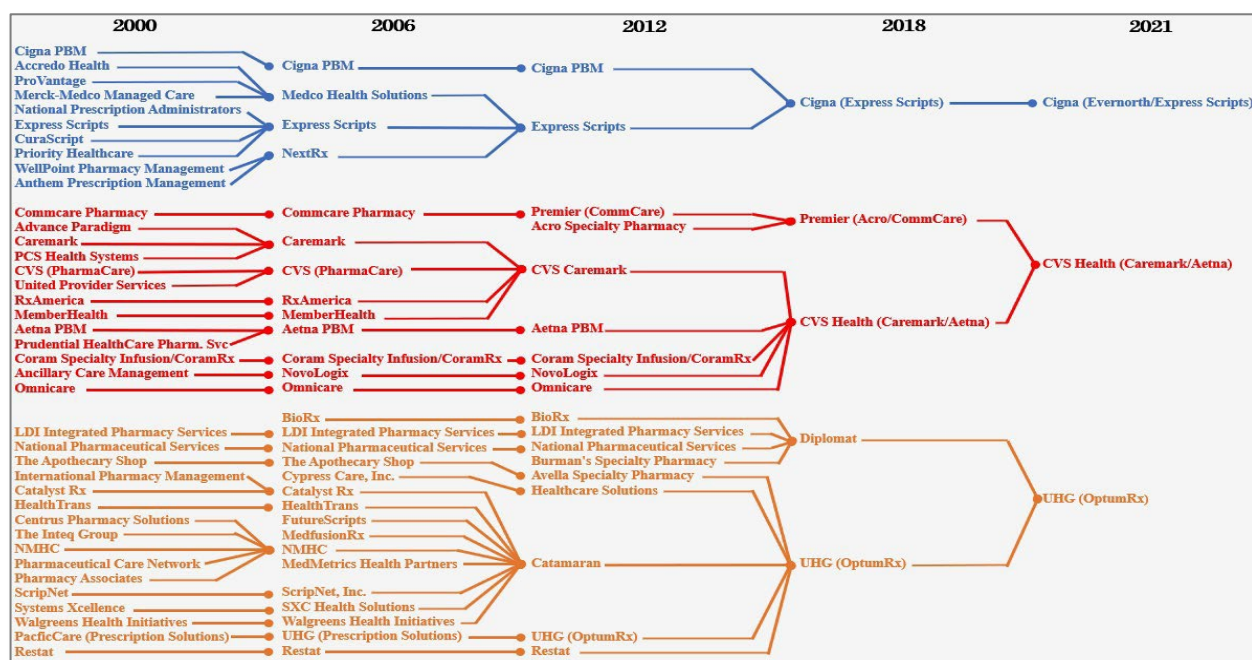 2000 2006 2012 2018 2021
Cigna PBM
Accredo Health
ProVantage
Merck-Medco Managed Care
National Prescription Administrators
Express Scripts
CuraScript
Priority Healthcare
WellPoint Pharmacy Management
Anthem Prescription Management
Cigna PBM
Medco Health Solutions
Express Scripts
NextRx
Cigna PBM
Express Scripts
Cigna (Express Scripts)
Cigna (Evernorth/Express Scripts)
Commcare Pharmacy
Advance Paradigm
Caremark
PCS Health Systems
CVS (PharmaCare)
United Provider Services
RxAmerica
MemberHealth
Aetna PBM
Prudential HealthCare Pharm. Svc
Coram Specialty Infusion/CoramRx
Ancillary Care Management
Omnicare
Commcare Pharmacy
Caremark
CVS (PharmaCare)
RxAmerica
MemberHealth
Aetna PBM
Coram Specialty Infusion/CoramRx
NovoLogix
Omnicare
Premier (CommCare)
Acro Specialty Pharmacy
CVS Caremark
Aetna PBM
Coram Specialty Infusion/CoramRx
NovoLogix
Omnicare
Premier (Acro/CommCare)
CVS Health (Caremark/Aetna)
CVS Health (Caremark/Aetna)
LDI Integrated Pharmacy Services
National Pharmaceutical Services
The Apothecary Shop
International Pharmacy Management
Catalyst Rx
HealthTrans
Centrus Pharmacy Solutions
The Inteq Group
NMHC
Pharmaceutical Care Network
Pharmacy Associates
ScripNet
Systems Xcellence
Walgreens Health Initiatives
PacficCare (Prescription Solutions)
Restat
BioRx
LDI Integrated Pharmacy Services
National Pharmaceutical Services
The Apothecary Shop
Cypress Care, Inc.
Catalyst Rx
HealthTrans
FutureScripts
MedfusionRx
NMHC
MedMetrics Health Partners
ScripNet, Inc.
SXC Health Solutions
Walgreens Health Initiatives
UHG (Prescription Solutions)
Restat
BioRx
LDI Integrated Pharmacy Services
National Pharmaceutical Services
Burman's Specialty Pharmacy
Avella Specialty Pharmacy
Healthcare Solutions
Catamaran
UHG (OptumRx)
Restat
Diplomat
UHG (OptumRx)
UHG (OptumRx)